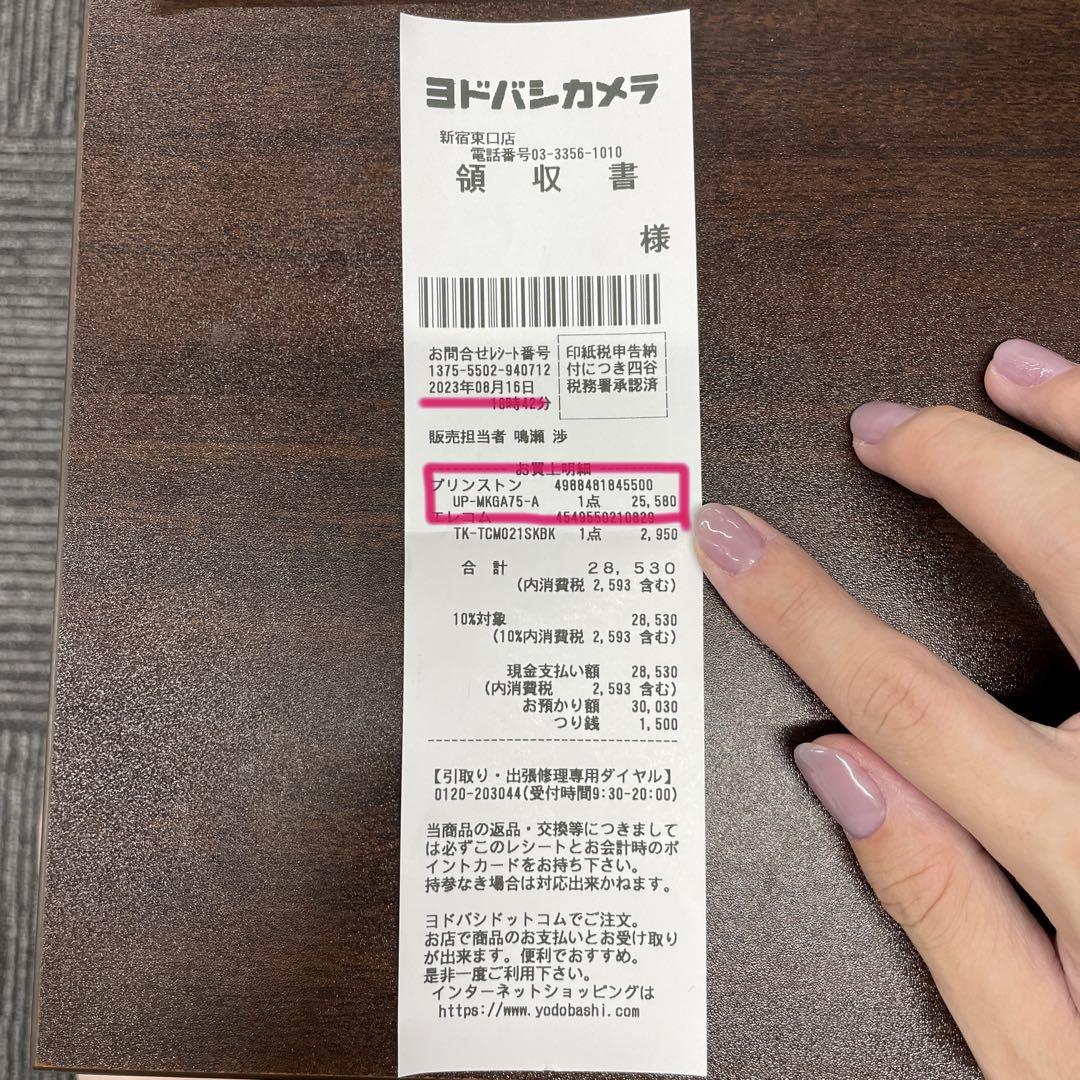 ヨドバシカメラ
新宿東口店
電話番号03-3356-1010
領 収 書
様
お問合せﾚｼｰﾄ番号
1375-5502-940712
2023年08月16日
18時42分
印紙税申告納
付につき四谷
税務署承認済
販売担当者 鳴瀬 渉
お買上明細
プリンストン 4988481845500
UP-MKGA75-A 1点 25,580
エレコム 4549550210829
TK-TCM021SKBK 1点 2,950
合 計 28,530
(内消費税 2,593 含む)
10%対象 28,530
(10%内消費税 2,593 含む)
現金支払い額 28,530
(内消費税 2,593 含む)
お預かり額 30,030
つり銭 1,500
【引取り・出張修理専用ダイヤル】
0120-203044(受付時間9:30-20:00)
当商品の返品・交換等につきまして
は必ずこのレシートとお会計時のポ
イントカードをお持ち下さい。
持参なき場合は対応出来かねます。
ヨドバシドットコムでご注文。
お店で商品のお支払いとお受け取り
が出来ます。便利でおすすめ。
是非一度ご利用下さい。
インターネットショッピングは
https://www.yodobashi.com